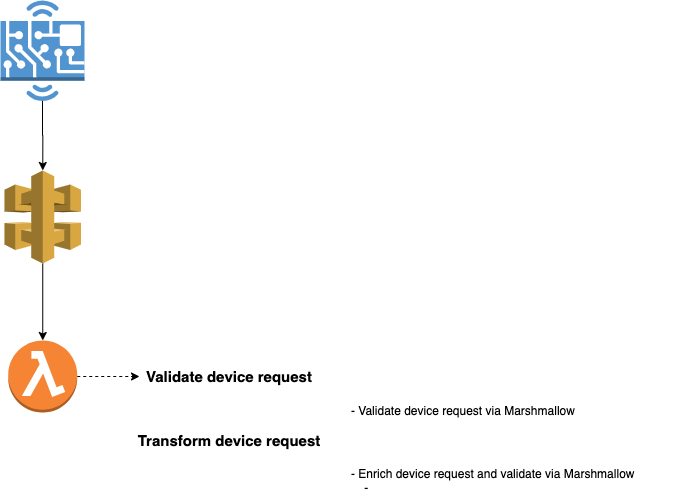 Validate device request
- Validate device request via Marshmallow
Transform device request
- Enrich device request and validate via Marshmallow
-